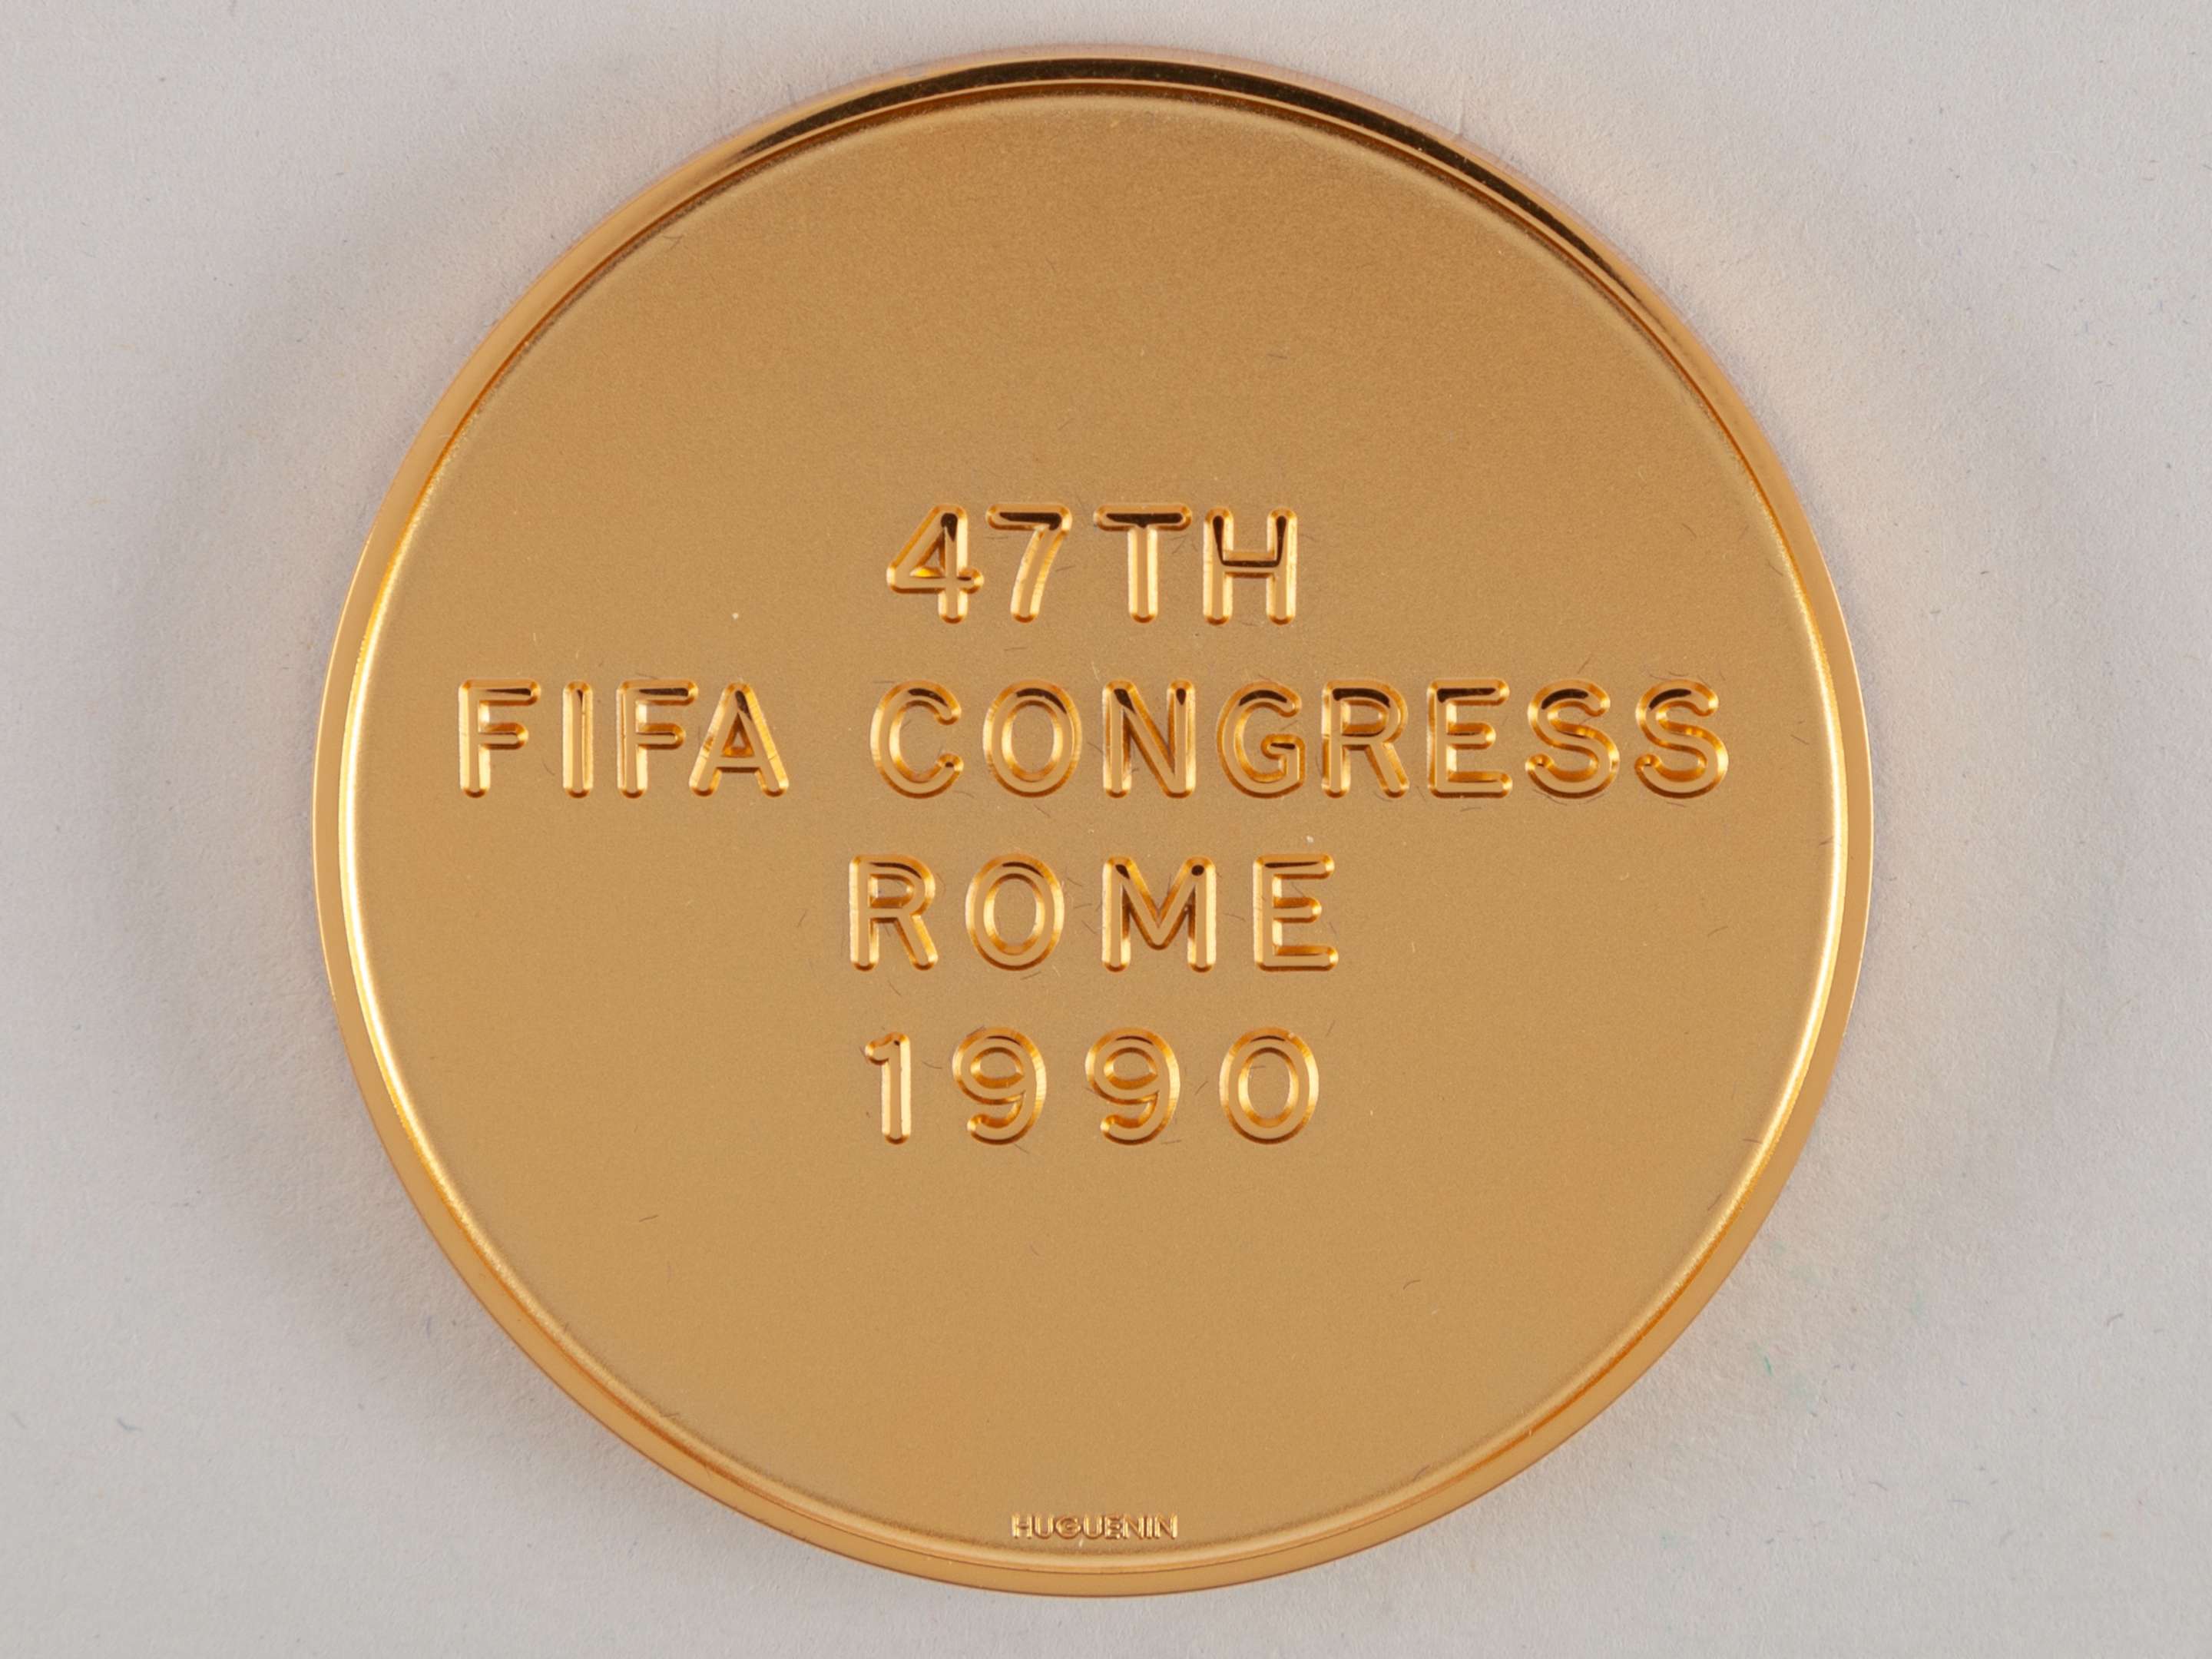 47TH
FIFA CONGRESS
ROME
1990
HUGUENIN